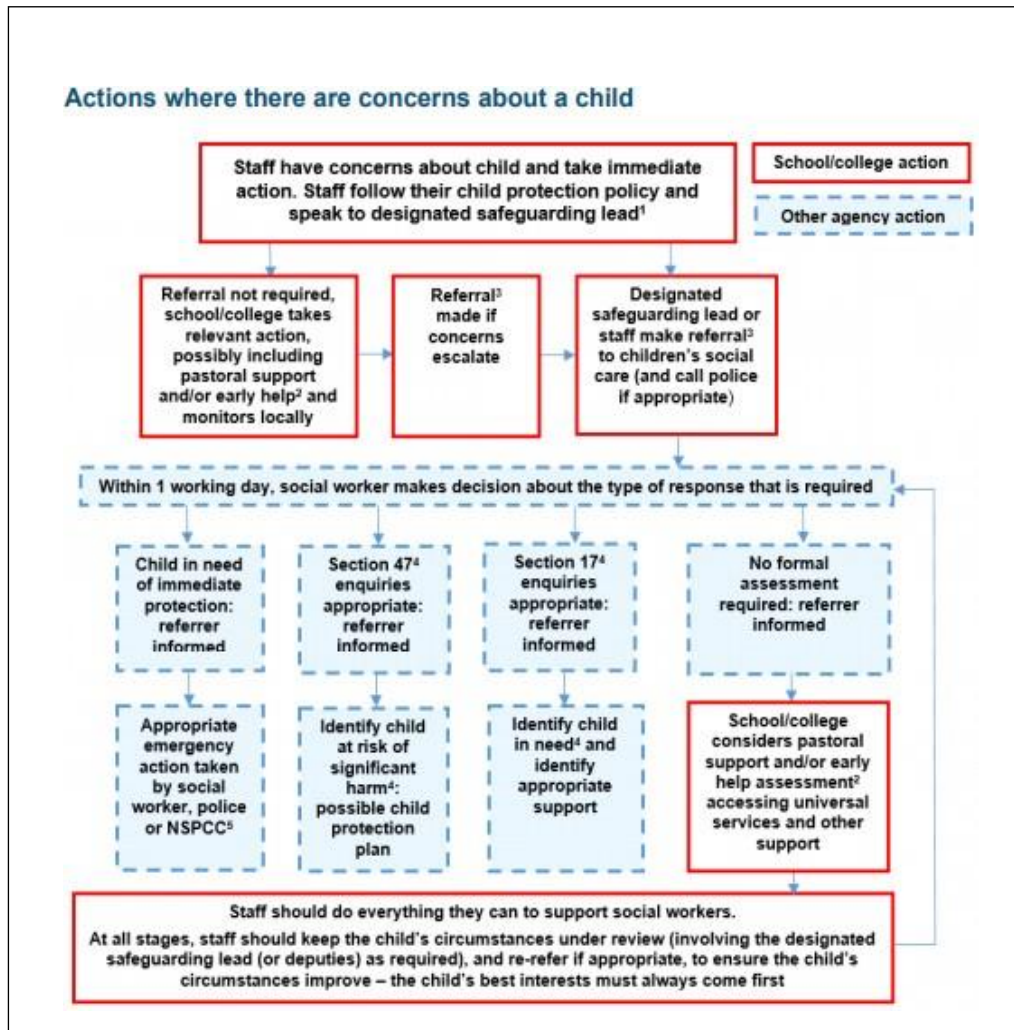 Actions where there are concerns about a child
Staff have concerns about child and take immediate
action. Staff follow their child protection policy and
speak to designated safeguarding lead¹
School/college action
Other agency action
Referral not required,
school/college takes
relevant action,
possibly including
pastoral support
and/or early help² and
monitors locally
Referral³
made if
concerns
escalate
Designated
safeguarding lead or
staff make referral³
to children's social
care (and call police
if appropriate)
Within 1 working day, social worker makes decision about the type of response that is required
Child in need
of immediate
protection:
referrer
informed
Section 47⁴
enquiries
appropriate:
referrer
informed
Section 17⁴
enquiries
appropriate:
referrer
informed
No formal
assessment
required: referrer
informed
Appropriate
emergency
action taken
by social
worker, police
or NSPCC⁵
Identify child
at risk of
significant
harm⁴:
possible child
protection
plan
Identify child
in need⁴ and
identify
appropriate
support
School/college
considers pastoral
support and/or early
help assessment²
accessing universal
services and other
support
Staff should do everything they can to support social workers.
At all stages, staff should keep the child's circumstances under review (involving the designated
safeguarding lead (or deputies) as required), and re-refer if appropriate, to ensure the child's
circumstances improve – the child's best interests must always come first